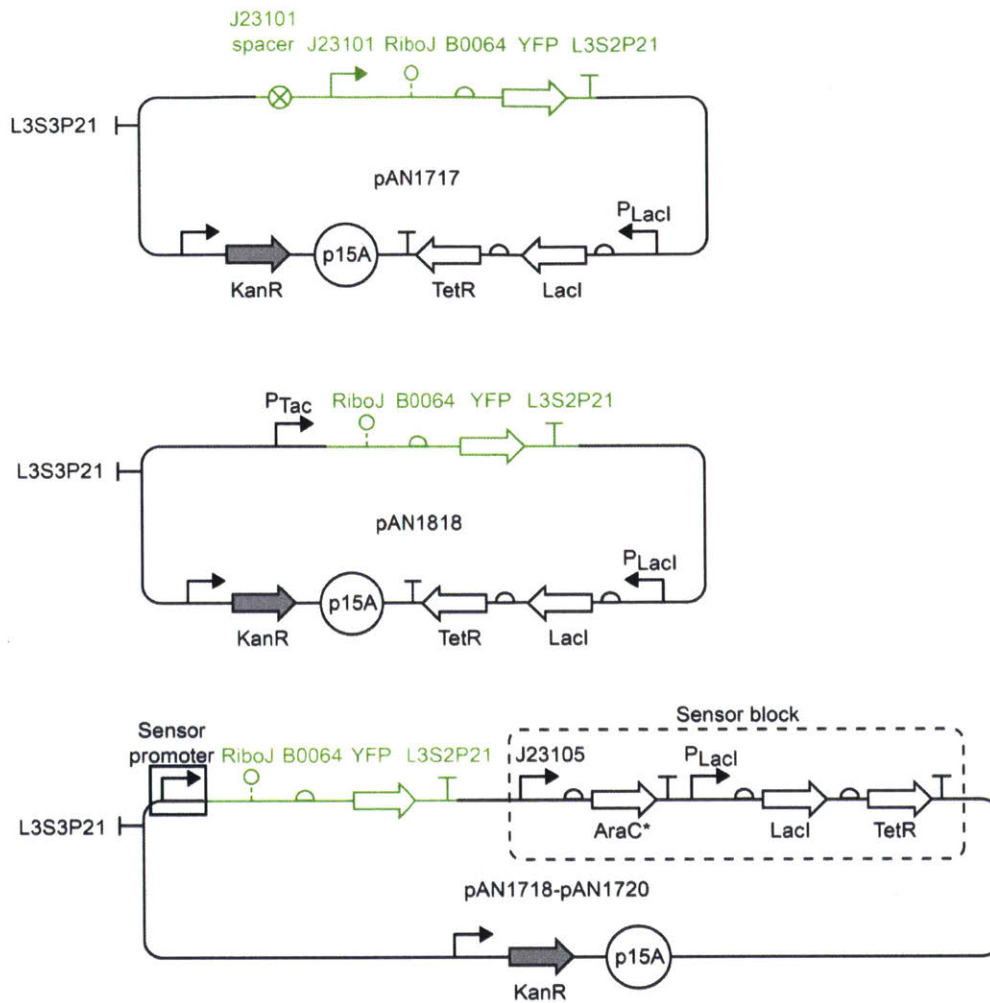 J23101
spacer J23101 RiboJ B0064 YFP L3S2P21
L3S3P21
pAN1717
PLacI
p15A
KanR TetR LacI
PTac RiboJ B0064 YFP L3S2P21
L3S3P21
pAN1818
PLacI
p15A
KanR TetR LacI
Sensor block
Sensor
promoter RiboJ B0064 YFP L3S2P21
J23105 PLacI
L3S3P21
AraC* LacI TetR
pAN1718-pAN1720
p15A
KanR